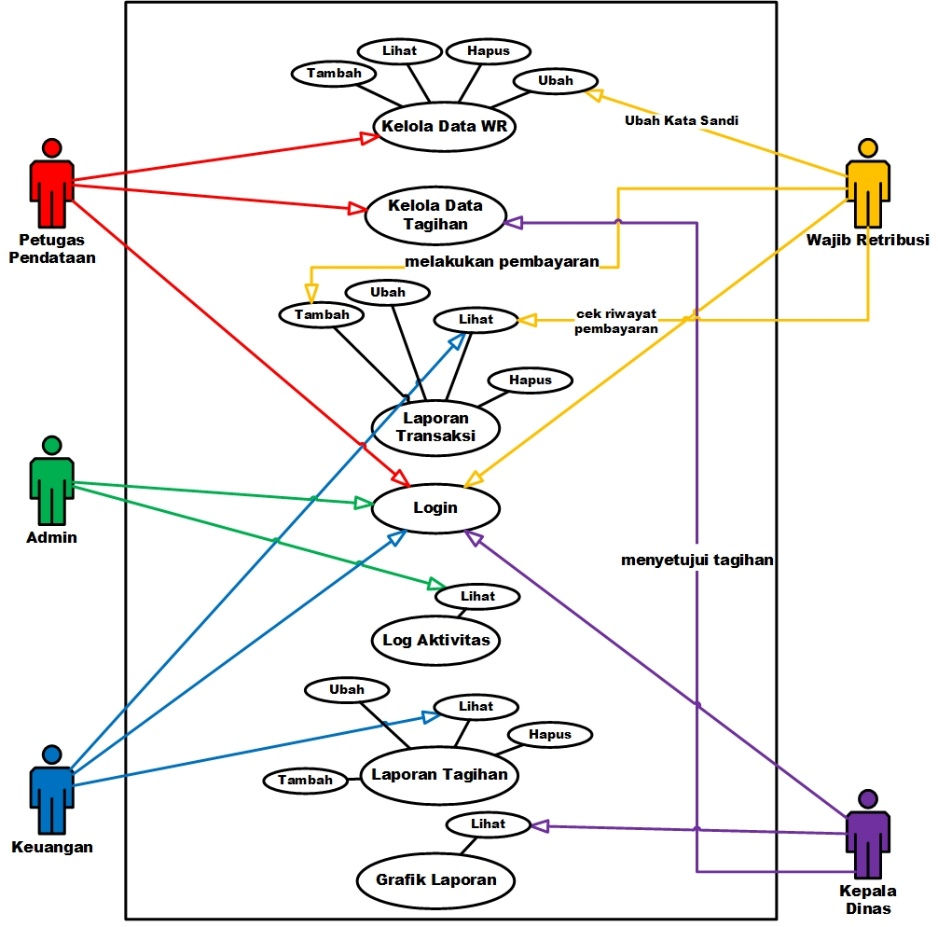 Lihat
Hapus
Tambah
Ubah
Kelola Data WR
Ubah Kata Sandi
Petugas
Pendataan
Kelola Data
Tagihan
Wajib Retribusi
melakukan pembayaran
Ubah
Tambah
Lihat
cek riwayat
pembayaran
Hapus
Laporan
Transaksi
Login
Admin
menyetujui tagihan
Lihat
Log Aktivitas
Ubah
Lihat
Hapus
Tambah
Laporan Tagihan
Keuangan
Lihat
Grafik Laporan
Kepala
Dinas